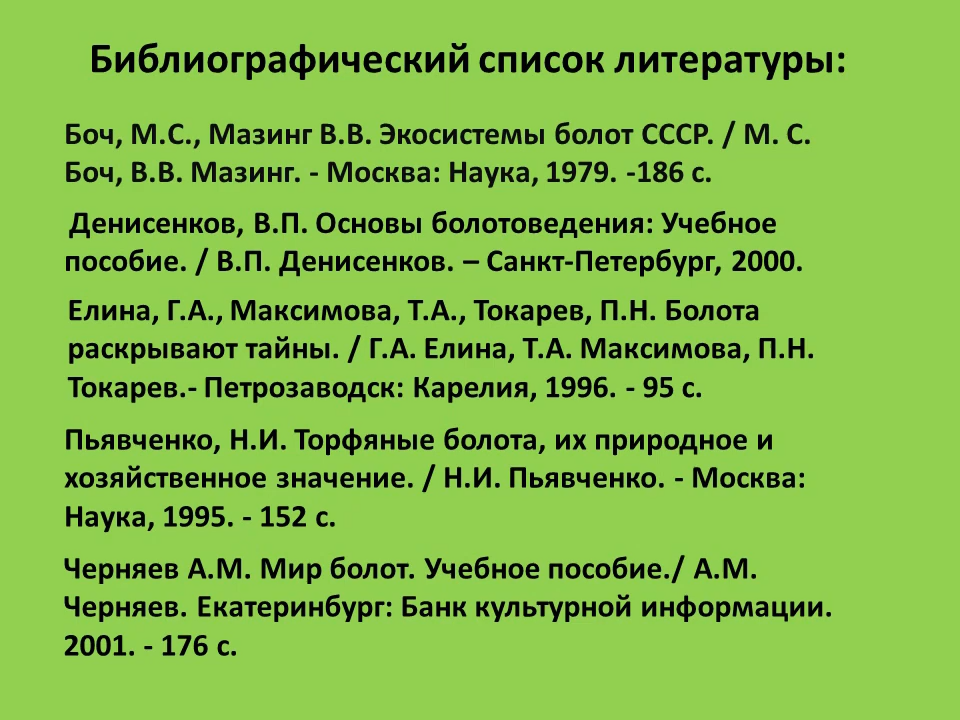 Библиографический список литературы:
Боч, М.С., Мазинг В.В. Экосистемы болот СССР. / М. С.
Боч, В.В. Мазинг. - Москва: Наука, 1979. -186 с.
Денисенков, В.П. Основы болотоведения: Учебное
пособие. / В.П. Денисенков. – Санкт-Петербург, 2000.
Елина, Г.А., Максимова, Т.А., Токарев, П.Н. Болота
раскрывают тайны. / Г.А. Елина, Т.А. Максимова, П.Н.
Токарев.- Петрозаводск: Карелия, 1996. - 95 с.
Пьявченко, Н.И. Торфяные болота, их природное и
хозяйственное значение. / Н.И. Пьявченко. - Москва:
Наука, 1995. - 152 с.
Черняев А.М. Мир болот. Учебное пособие./ А.М.
Черняев. Екатеринбург: Банк культурной информации.
2001. - 176 с.